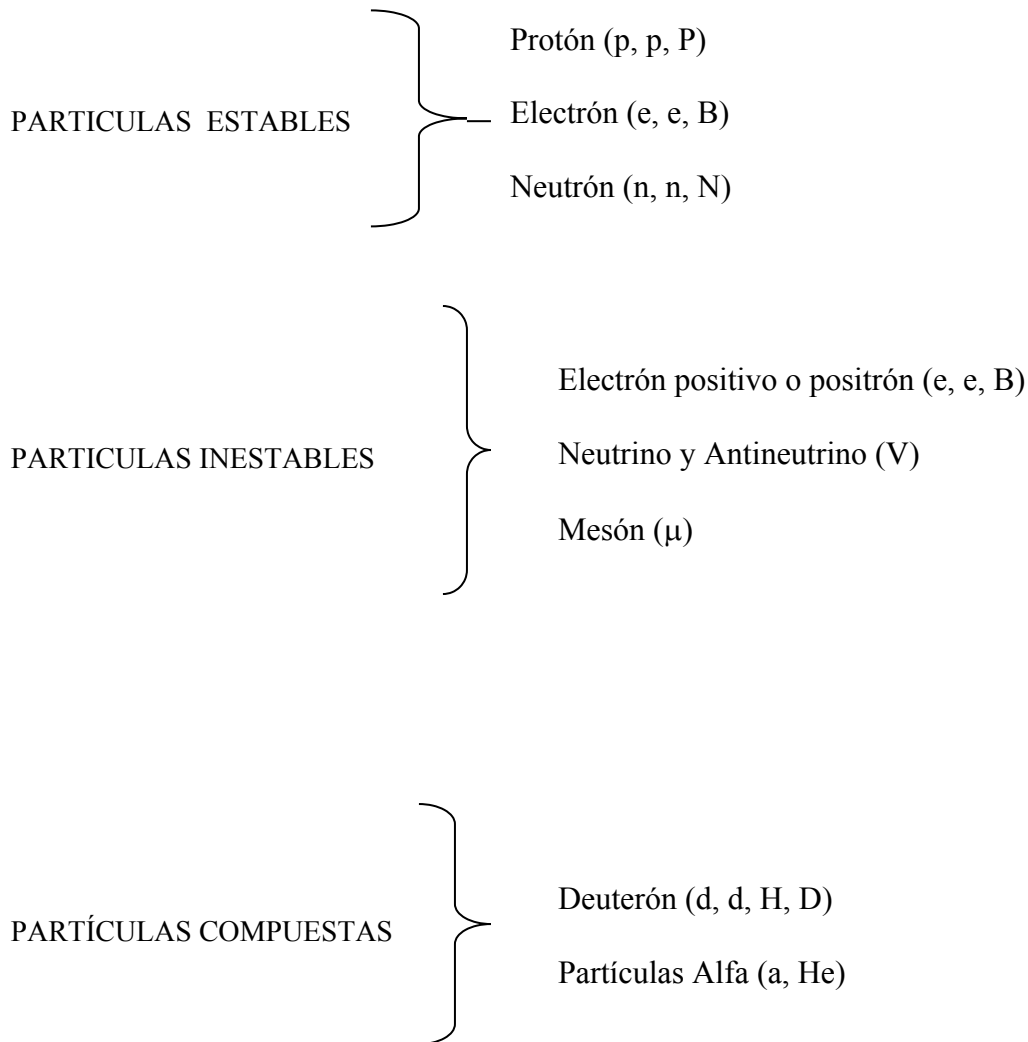 Protón (p, p, P)
PARTICULAS ESTABLES
Electrón (e, e, B)
Neutrón (n, n, N)
Electrón positivo o positrón (e, e, B)
PARTICULAS INESTABLES
Neutrino y Antineutrino (V)
Mesón (μ)
Deuterón (d, d, H, D)
PARTÍCULAS COMPUESTAS
Partículas Alfa (a, He)